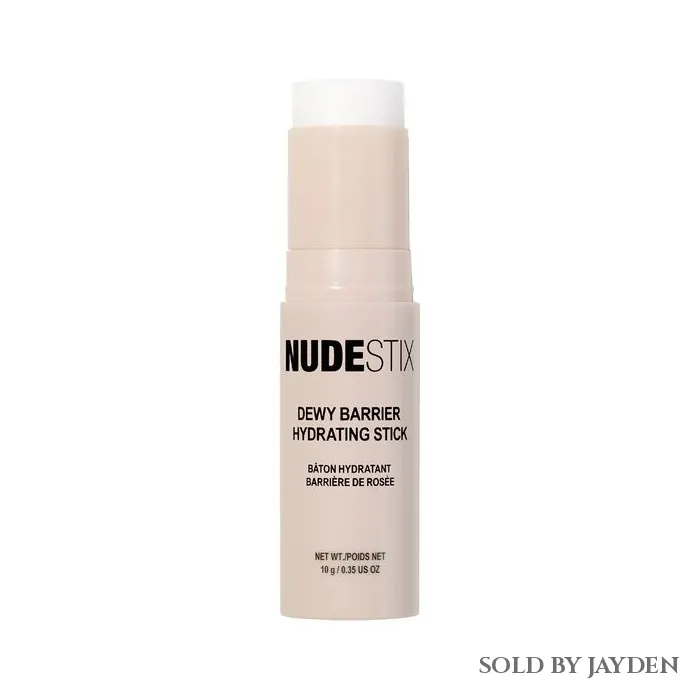 NUDESTIX
DEWY BARRIER
HYDRATING STICK
BÂTON HYDRATANT
BARRIÈRE DE ROSÉE
NET WT./POIDS NET
10 g / 0.35 US OZ
SOLD BY JAYDEN